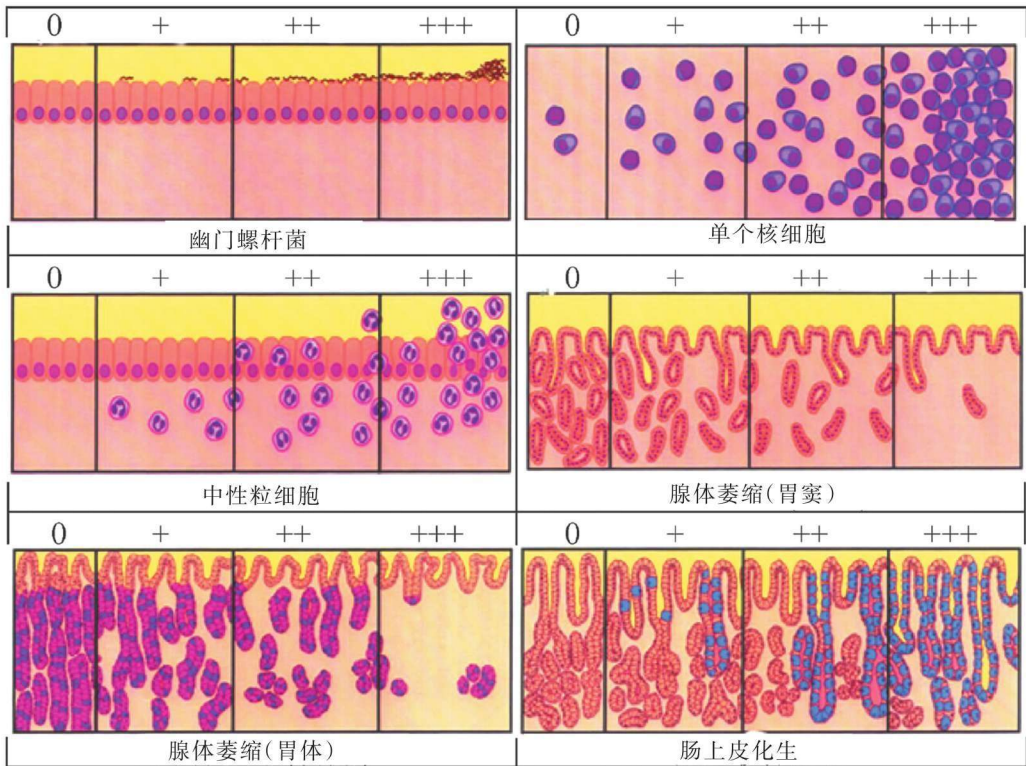 0 + ++ +++
0 + ++ +++
幽门螺杆菌
单个核细胞
0 + ++ +++
0 + ++ +++
中性粒细胞
腺体萎缩(胃窦)
0 + ++ +++
0 + ++ +++
腺体萎缩(胃体)
肠上皮化生